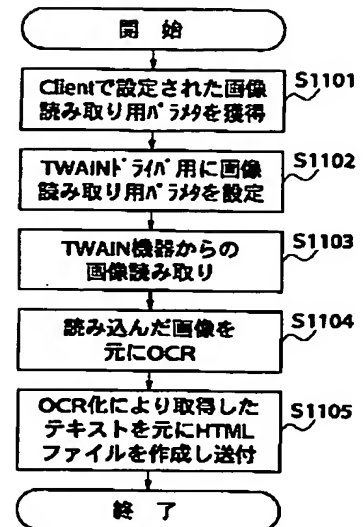 開 始
Clientで設定された画像
読み取り用ﾊﾟﾗﾒﾀを獲得
S1101
TWAINﾄﾞﾗｲﾊﾞ用に画像
読み取り用ﾊﾟﾗﾒﾀを設定
S1102
TWAIN機器からの
画像読み取り
S1103
読み込んだ画像を
元にOCR
S1104
OCR化により取得した
テキストを元にHTML
ファイルを作成し送付
S1105
終 了